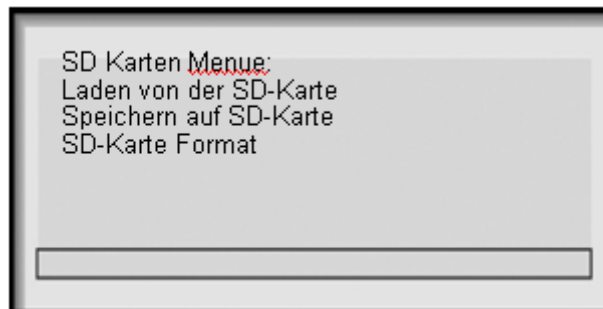 SD Karten Menue:
Laden von der SD-Karte
Speichern auf SD-Karte
SD-Karte Format